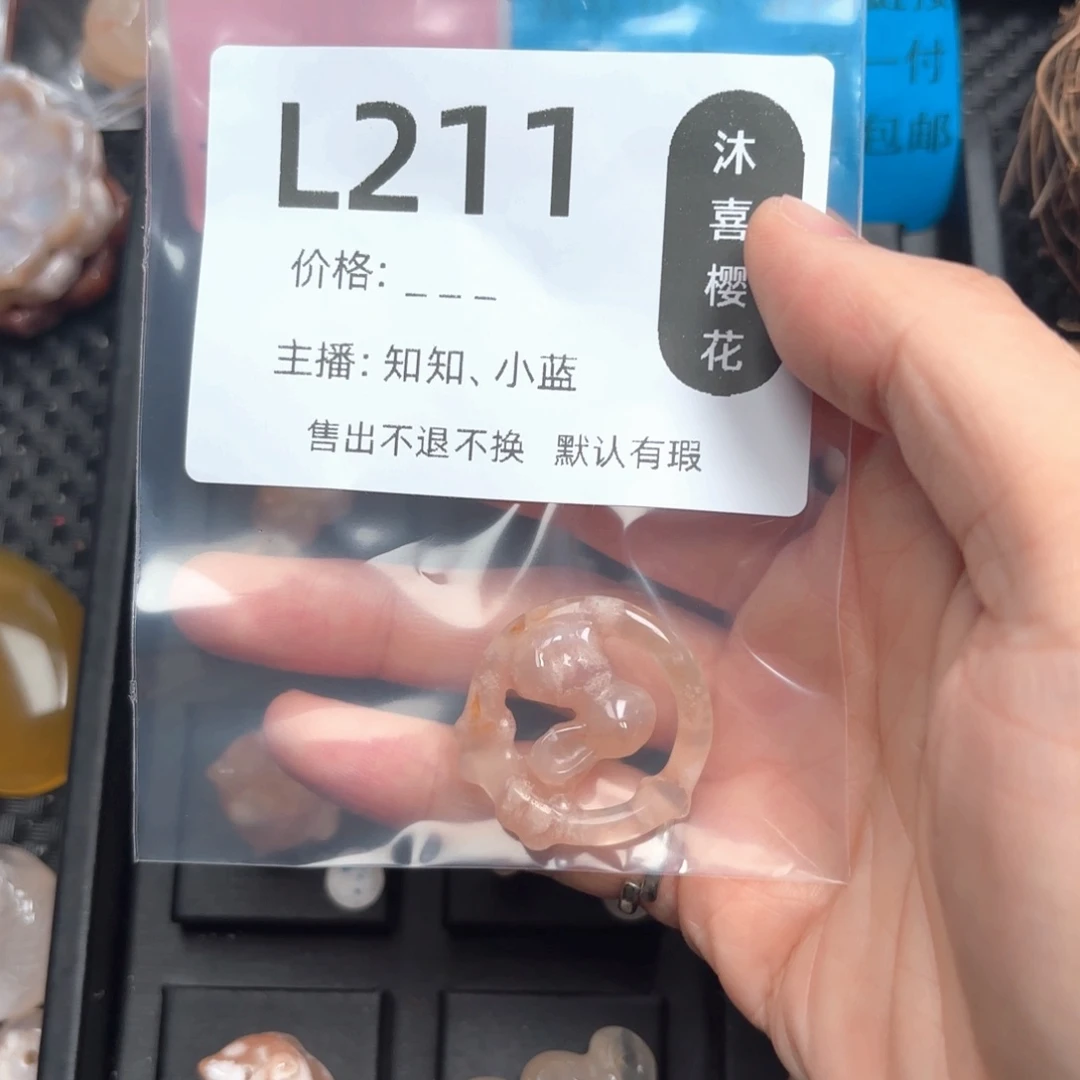 L211
沐喜樱花
价格: _ _ _
主播: 知知、小蓝
售出不退不换 默认有瑕
一付
包邮